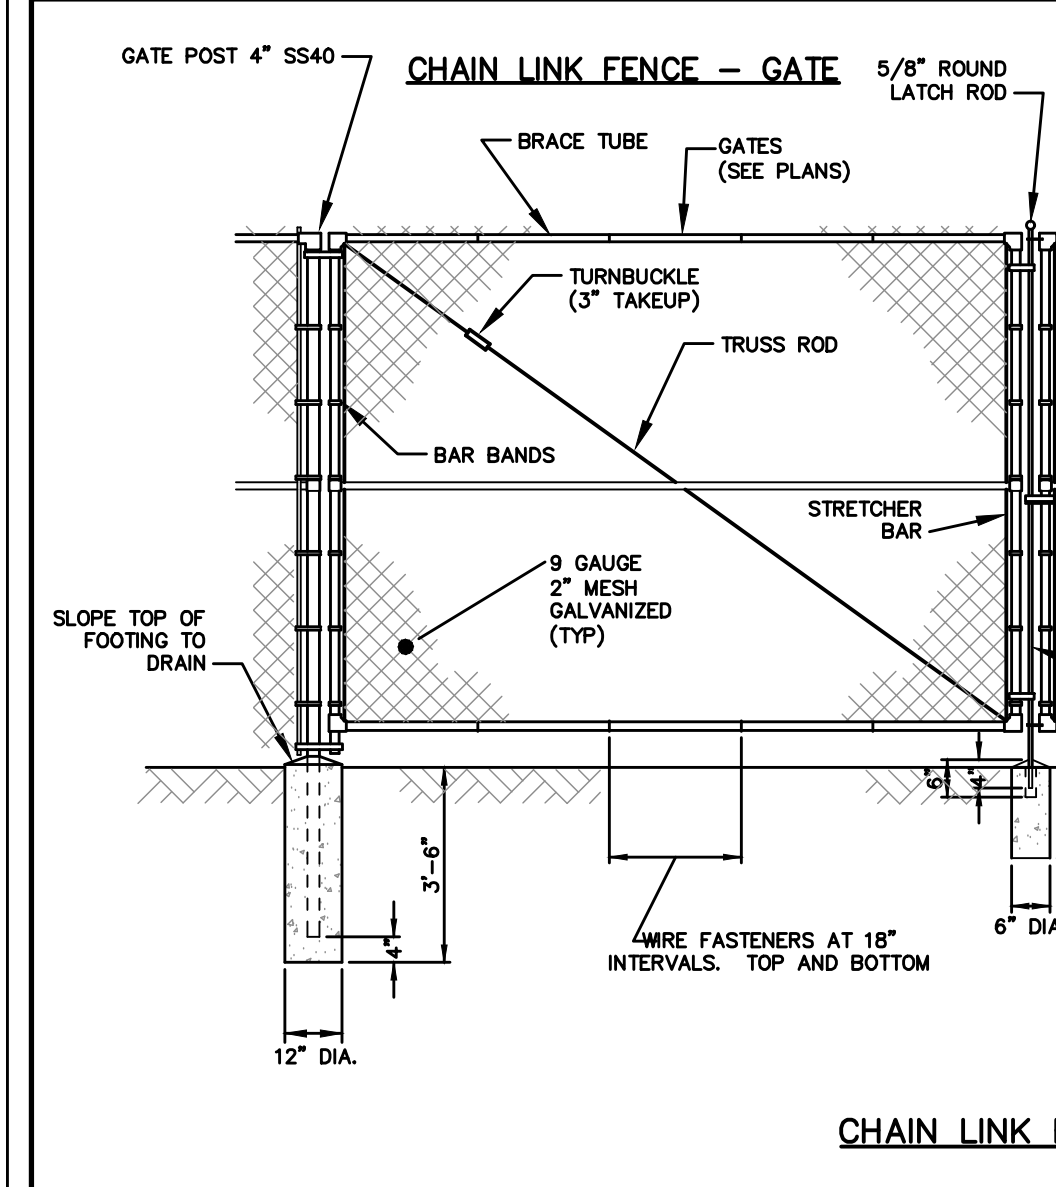 GATE POST 4" SS40
CHAIN LINK FENCE - GATE
5/8" ROUND
LATCH ROD
BRACE TUBE
GATES
(SEE PLANS)
TURNBUCKLE
(3" TAKEUP)
TRUSS ROD
BAR BANDS
STRETCHER
BAR
9 GAUGE
2" MESH
GALVANIZED
(TYP)
SLOPE TOP OF
FOOTING TO
DRAIN
6"
4"
3'-6"
4"
WIRE FASTENERS AT 18"
INTERVALS. TOP AND BOTTOM
6"
12" DIA.
CHAIN LINK